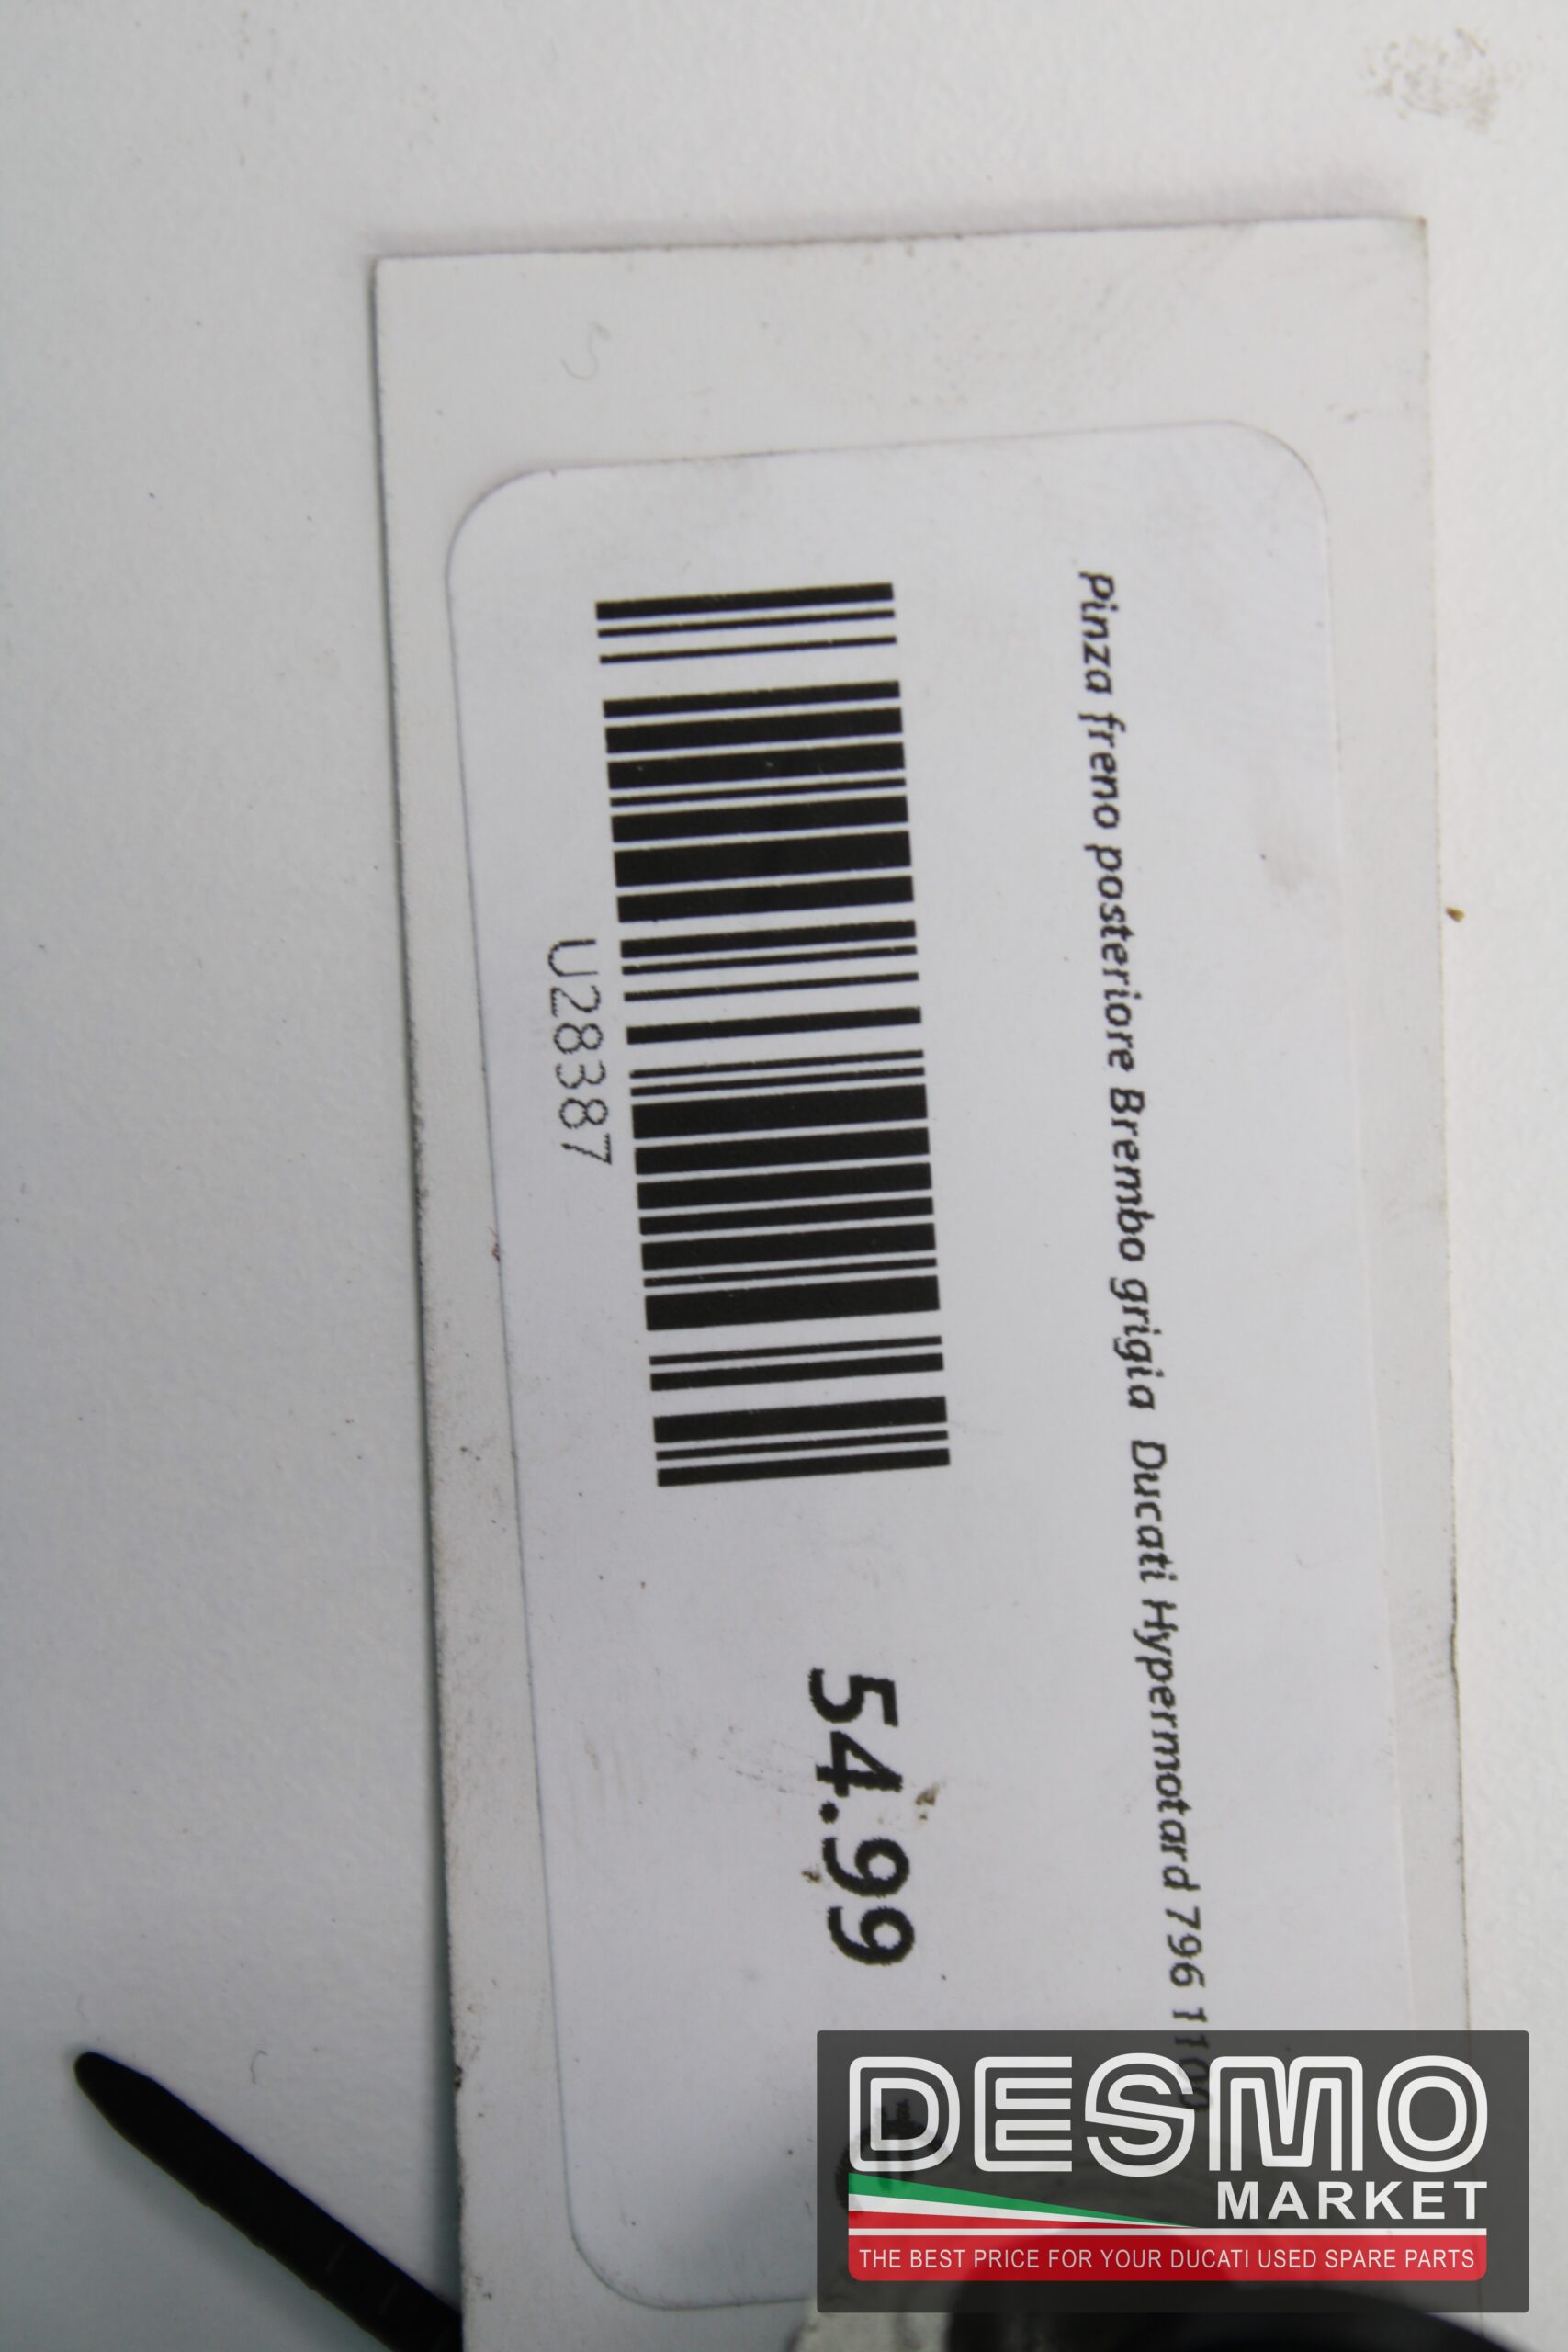 Pinza freno posteriore Brembo grigia Ducati Hypermotard 796 1100
U28387
54.99
DESMO
MARKET
THE BEST PRICE FOR YOUR DUCATI USED SPARE PARTS